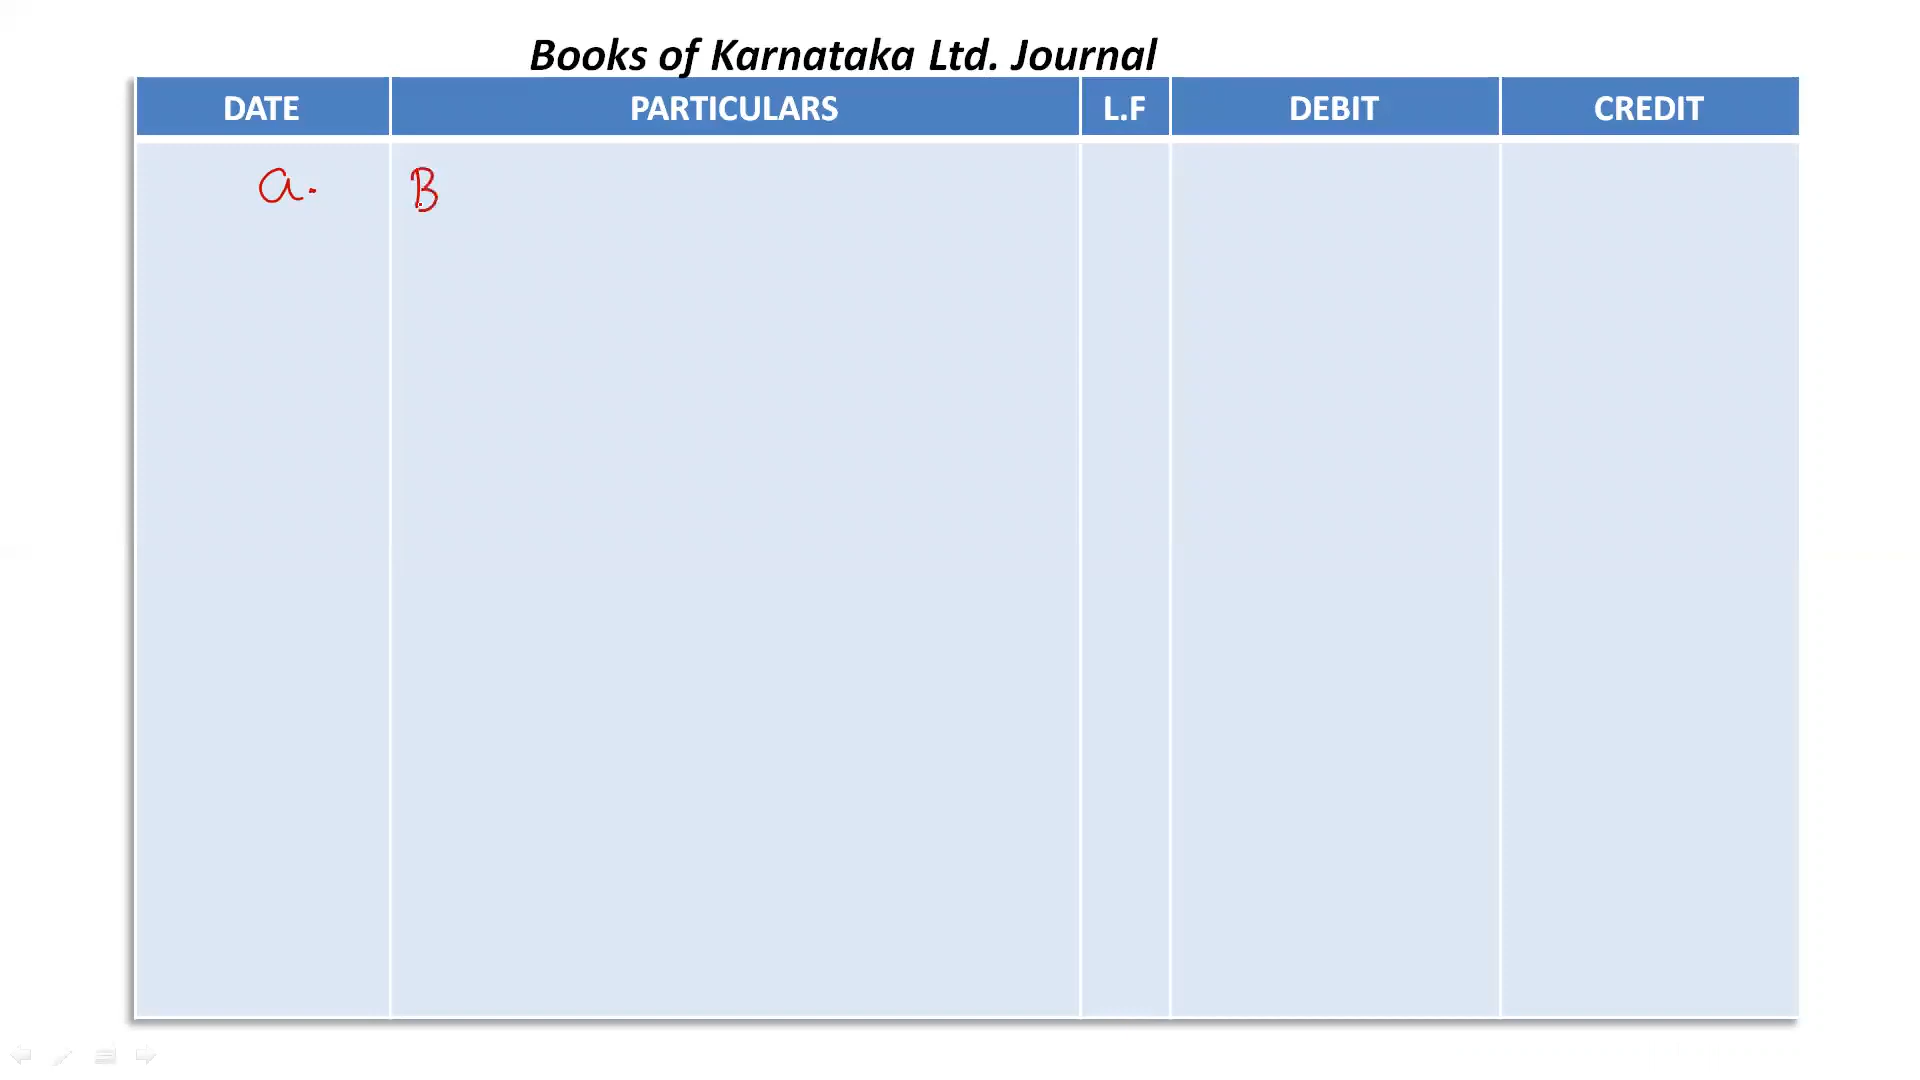 Books of Karnataka Ltd. Journal
DATE PARTICULARS L.F DEBIT CREDIT
a. B